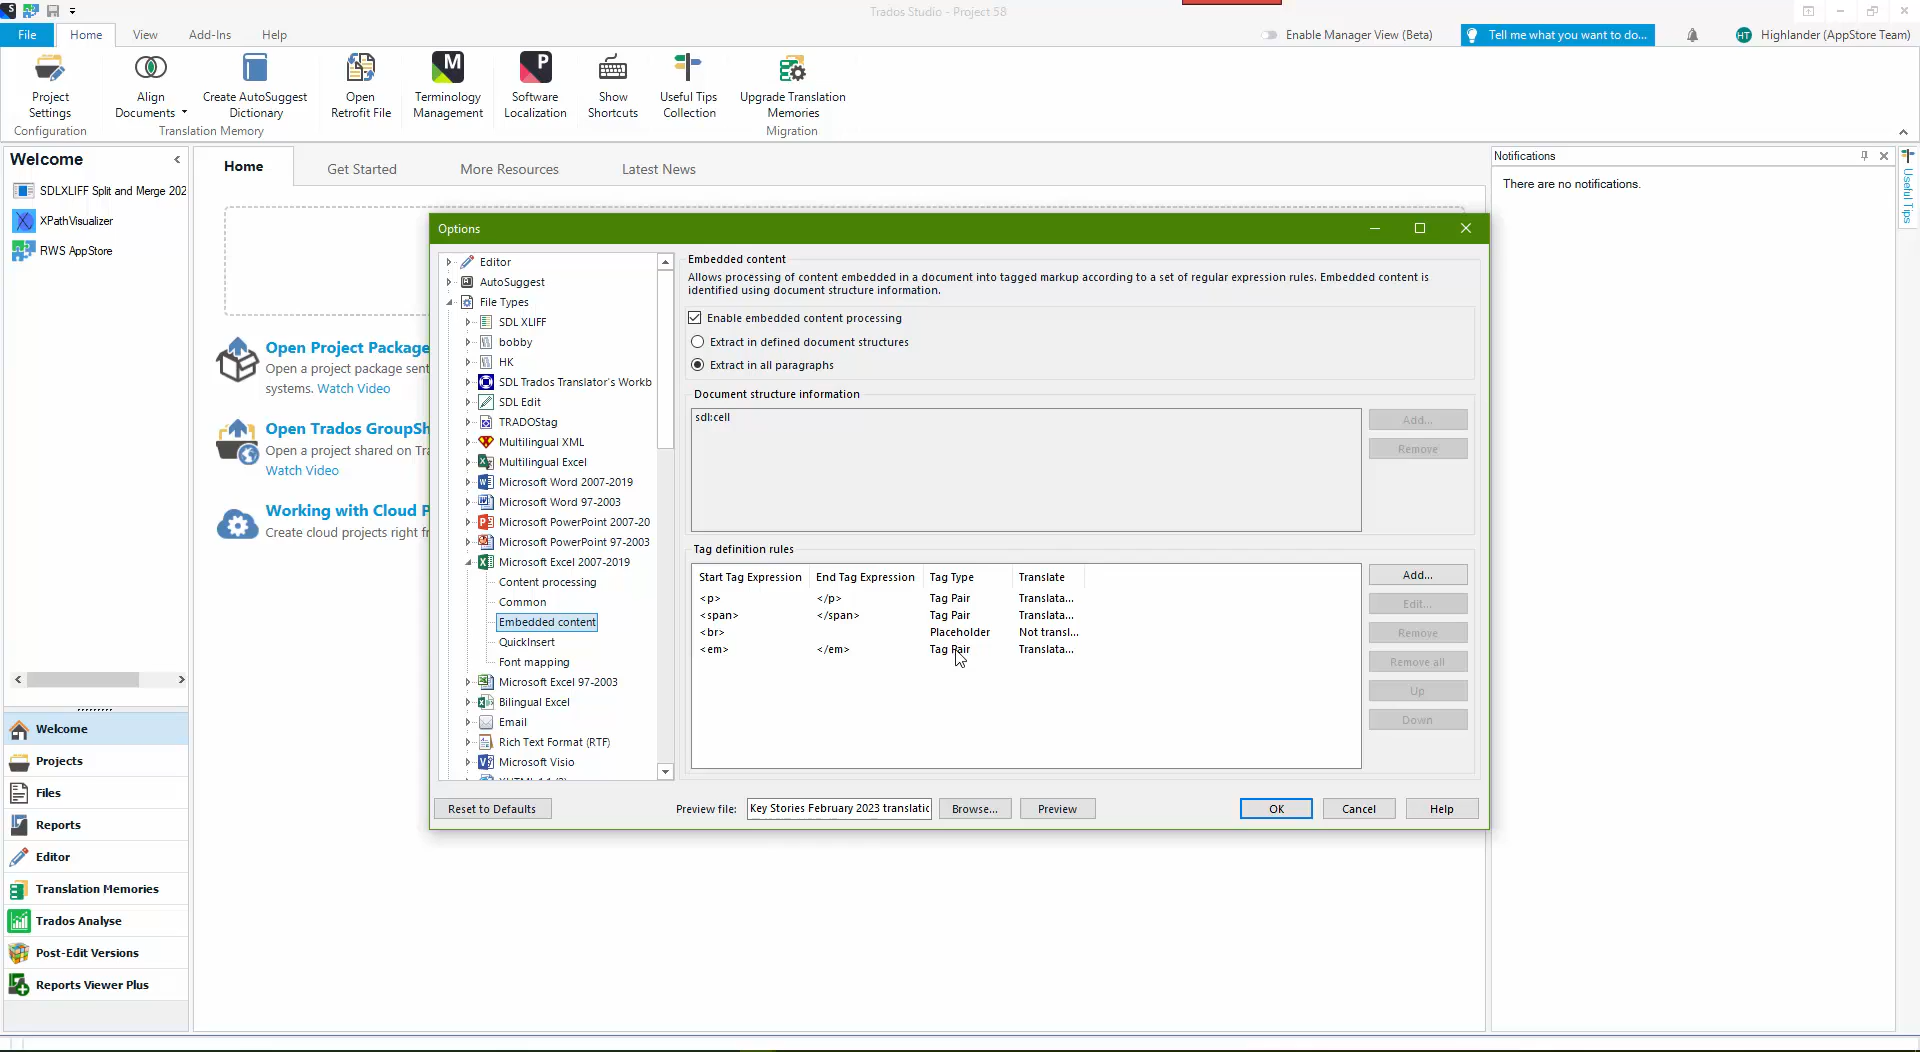 Trados Studio - Project 58
File
Home
View
Add-Ins
Help
Enable Manager View (Beta)
Tell me what you want to do...
HT
Highlander (AppStore Team)
Project Settings
Align Documents
Create AutoSuggest Dictionary
Open Retrofit File
Terminology Management
Software Localization
Show Shortcuts
Useful Tips Collection
Upgrade Translation Memories
Configuration
Translation Memory
Migration
Welcome
SDLXLIFF Split and Merge 202
XPathVisualizer
RWS AppStore
Home
Get Started
More Resources
Latest News
Open Project Package
Open a project package sent
systems. Watch Video
Open Trados GroupSh
Open a project shared on Tra
Watch Video
Working with Cloud P
Create cloud projects right fr
Notifications
There are no notifications.
Useful Tips
Options
Editor
AutoSuggest
File Types
SDL XLIFF
bobby
HK
SDL Trados Translator's Workb
SDL Edit
TRADOStag
Multilingual XML
Multilingual Excel
Microsoft Word 2007-2019
Microsoft Word 97-2003
Microsoft PowerPoint 2007-20
Microsoft PowerPoint 97-2003
Microsoft Excel 2007-2019
Content processing
Common
Embedded content
QuickInsert
Font mapping
Microsoft Excel 97-2003
Bilingual Excel
Email
Rich Text Format (RTF)
Microsoft Visio
Embedded content
Allows processing of content embedded in a document into tagged markup according to a set of regular expression rules. Embedded content is
identified using document structure information.
Enable embedded content processing
Extract in defined document structures
Extract in all paragraphs
Document structure information
sdl:cell
Add...
Remove
Tag definition rules
Start Tag Expression End Tag Expression Tag Type Translate
<p> </p> Tag Pair Translata...
<span> </span> Tag Pair Translata...
<br> Placeholder Not transl...
<em> </em> Tag Pair Translata...
Add...
Edit...
Remove
Remove all
Up
Down
Reset to Defaults
Preview file:
Key Stories February 2023 translatic
Browse...
Preview
OK
Cancel
Help
Welcome
Projects
Files
Reports
Editor
Translation Memories
Trados Analyse
Post-Edit Versions
Reports Viewer Plus